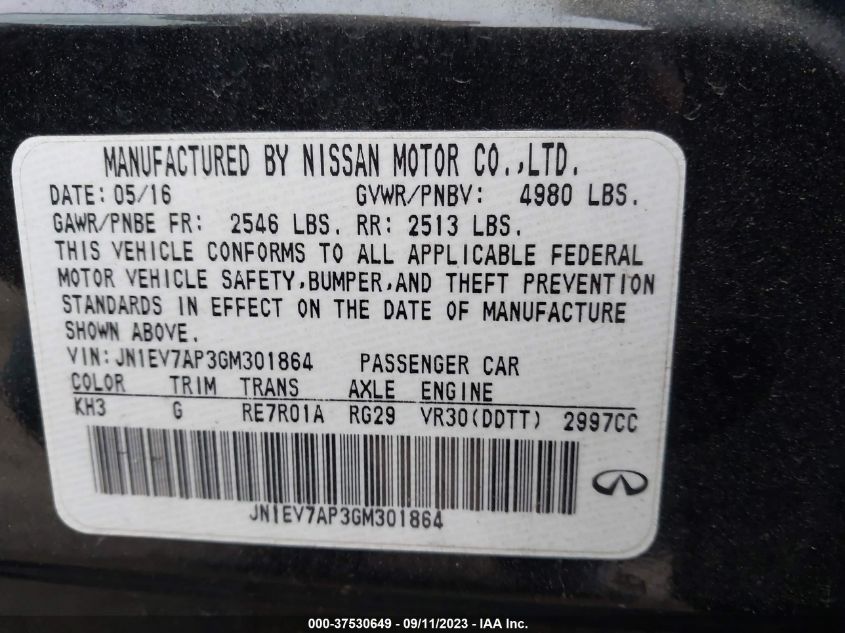 MANUFACTURED BY NISSAN MOTOR CO.,LTD.
DATE: 05/16 GVWR/PNBV: 4980 LBS.
GAWR/PNBE FR: 2546 LBS. RR: 2513 LBS.
THIS VEHICLE CONFORMS TO ALL APPLICABLE FEDERAL
MOTOR VEHICLE SAFETY,BUMPER,AND THEFT PREVENTION
STANDARDS IN EFFECT ON THE DATE OF MANUFACTURE
SHOWN ABOVE.
VIN:JN1EV7AP3GM301864 PASSENGER CAR
COLOR TRIM TRANS AXLE ENGINE
KH3 G RE7R01A RG29 VR30(DDTT) 2997CC
JN1EV7AP3GM301864
000-37530649 - 09/11/2023 - IAA Inc.